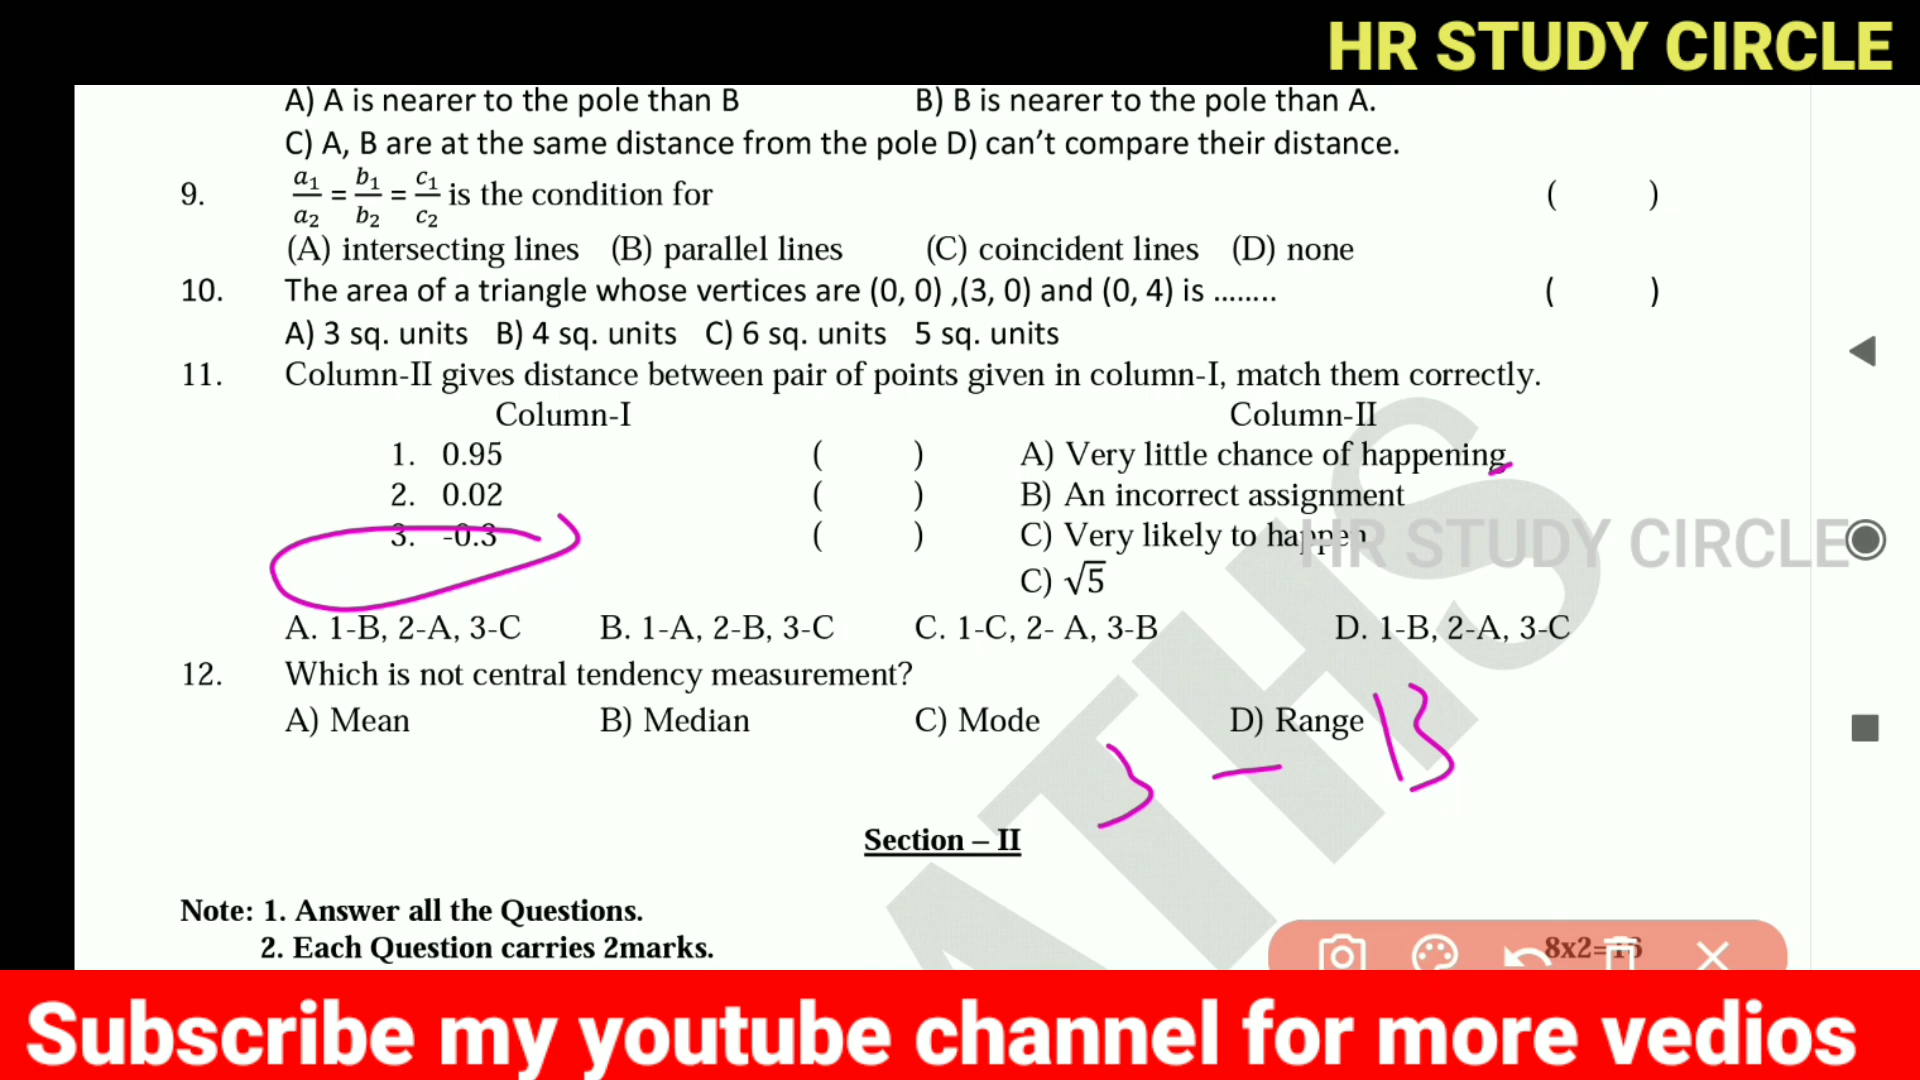 HR STUDY CIRCLE
A) A is nearer to the pole than B B) B is nearer to the pole than A.
C) A, B are at the same distance from the pole D) can’t compare their distance.
9. a₁/a₂ = b₁/b₂ = c₁/c₂ is the condition for ( )
(A) intersecting lines (B) parallel lines (C) coincident lines (D) none
10. The area of a triangle whose vertices are (0, 0) ,(3, 0) and (0, 4) is ........ ( )
A) 3 sq. units B) 4 sq. units C) 6 sq. units 5 sq. units
11. Column-II gives distance between pair of points given in column-I, match them correctly.
Column-I Column-II
1. 0.95 ( ) A) Very little chance of happening
2. 0.02 ( ) B) An incorrect assignment
3. -0.3 ( ) C) Very likely to happen
HR STUDY CIRCLE
C) √5
A. 1-B, 2-A, 3-C B. 1-A, 2-B, 3-C C. 1-C, 2- A, 3-B D. 1-B, 2-A, 3-C
12. Which is not central tendency measurement?
A) Mean B) Median C) Mode D) Range
3 – 13
Section – II
Note: 1. Answer all the Questions.
2. Each Question carries 2marks. 8x2=16
MATHS
Subscribe my youtube channel for more vedios